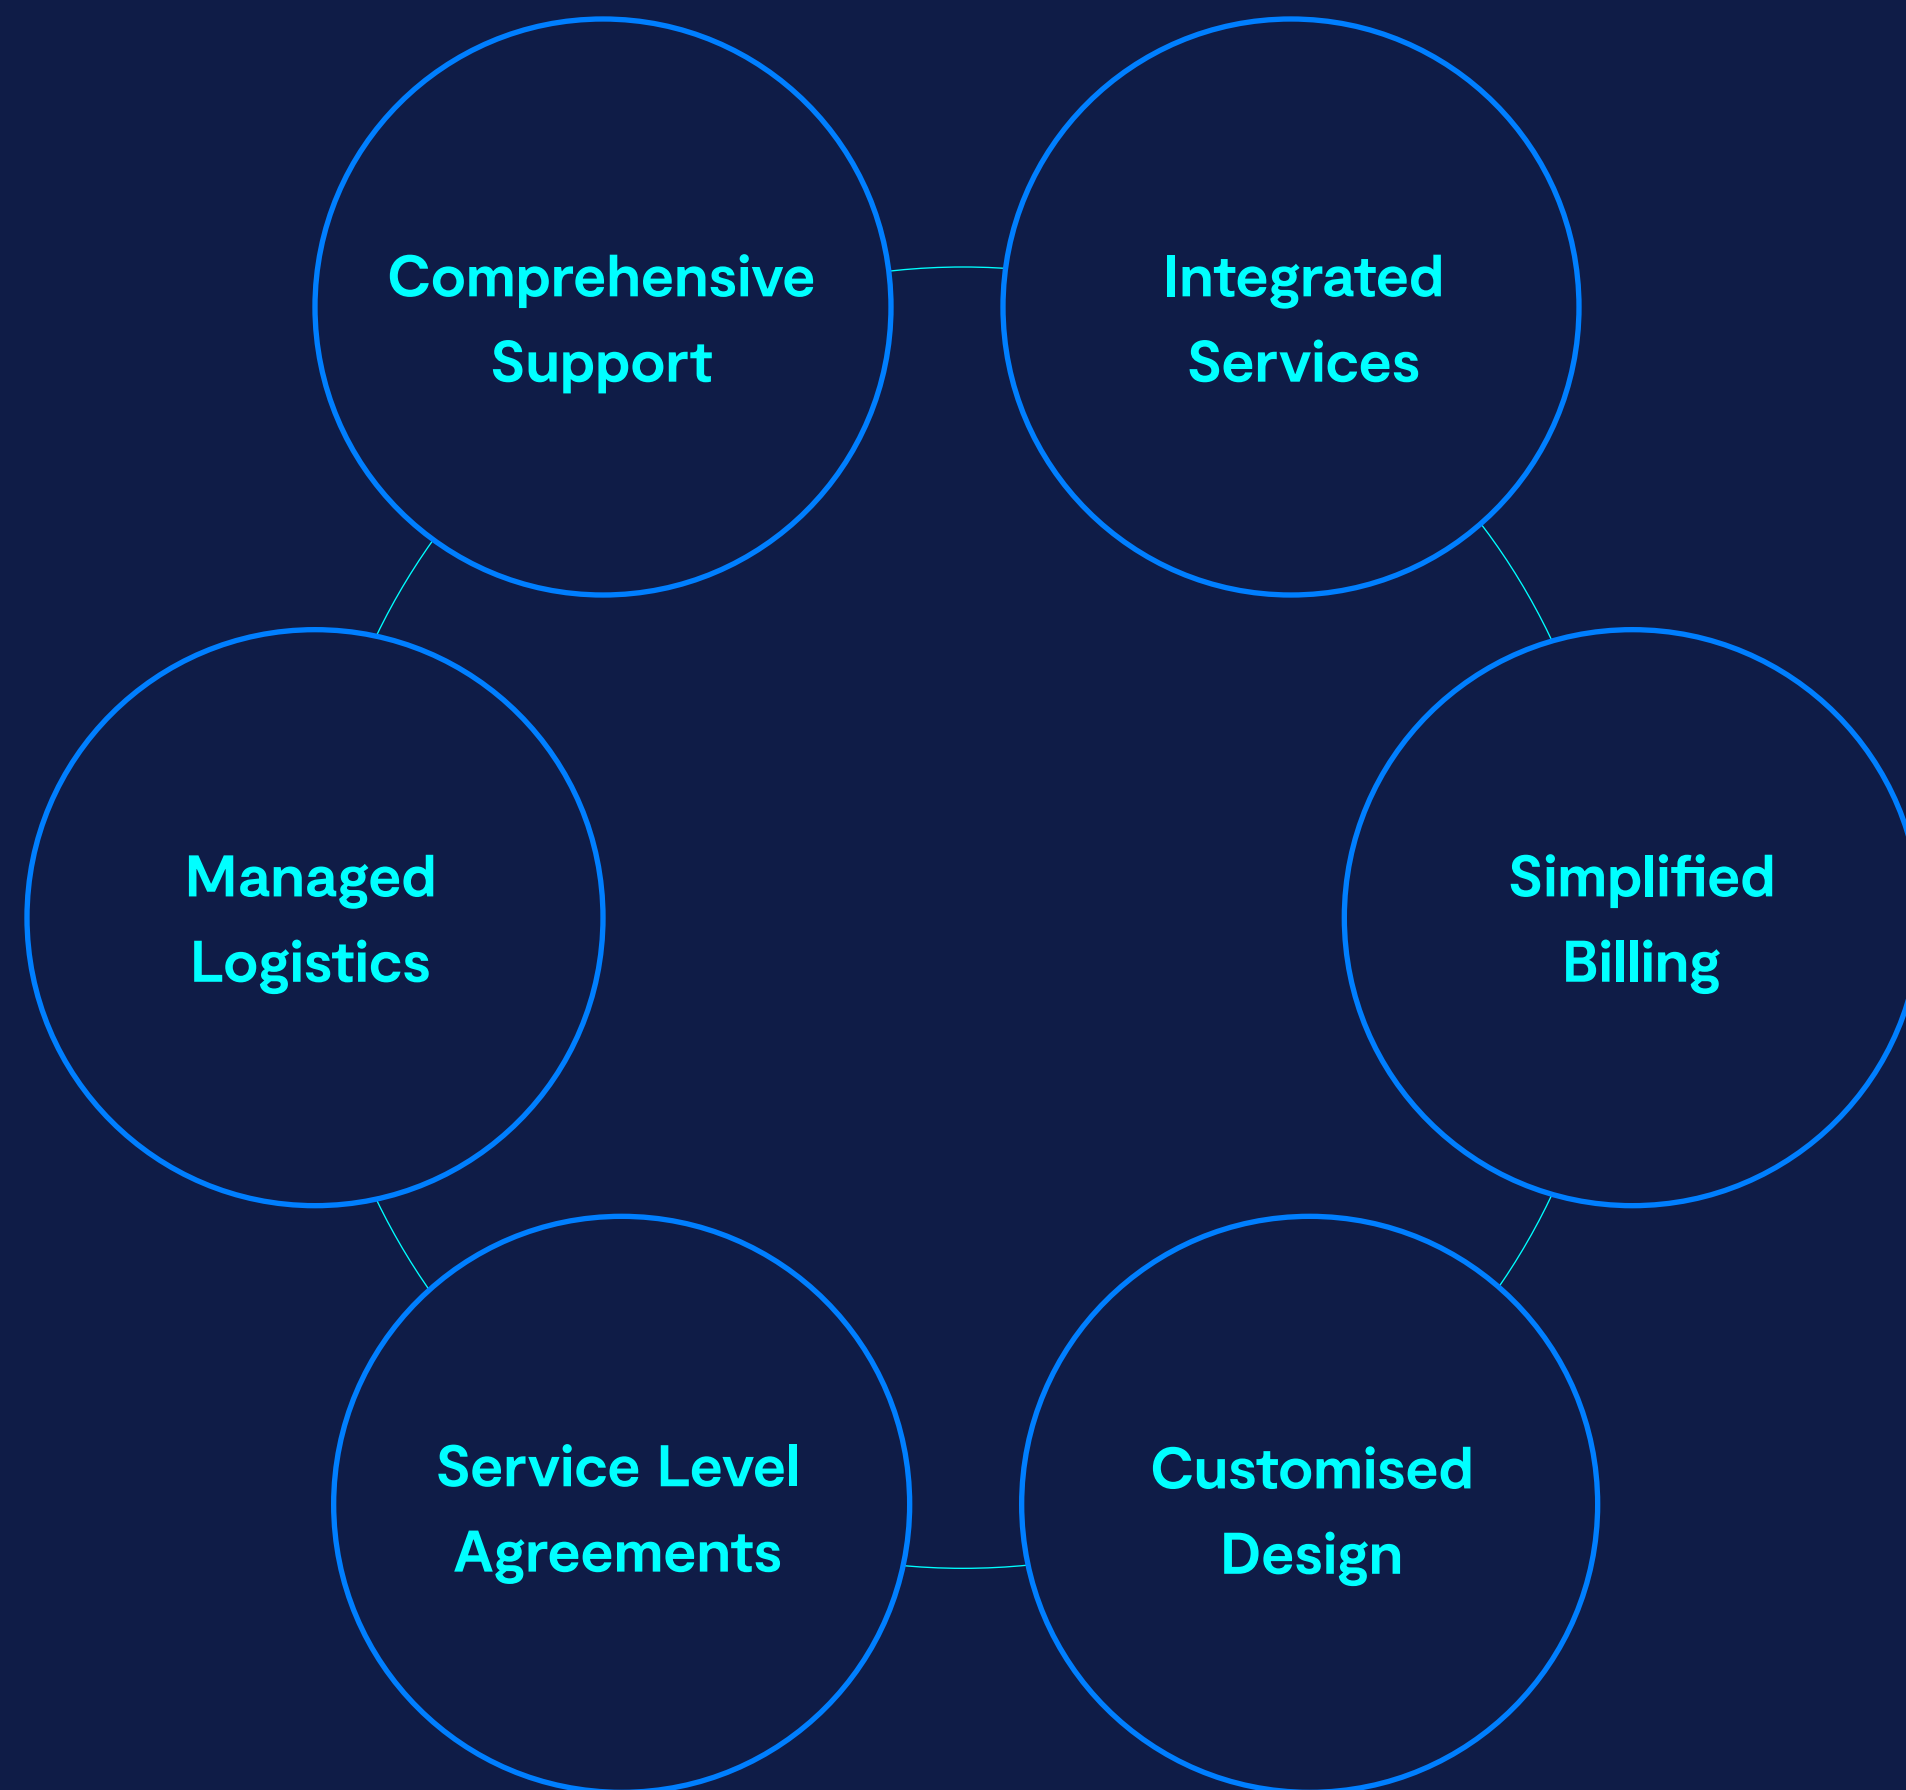 Comprehensive
Support
Integrated
Services
Managed
Logistics
Simplified
Billing
Service Level
Agreements
Customised
Design